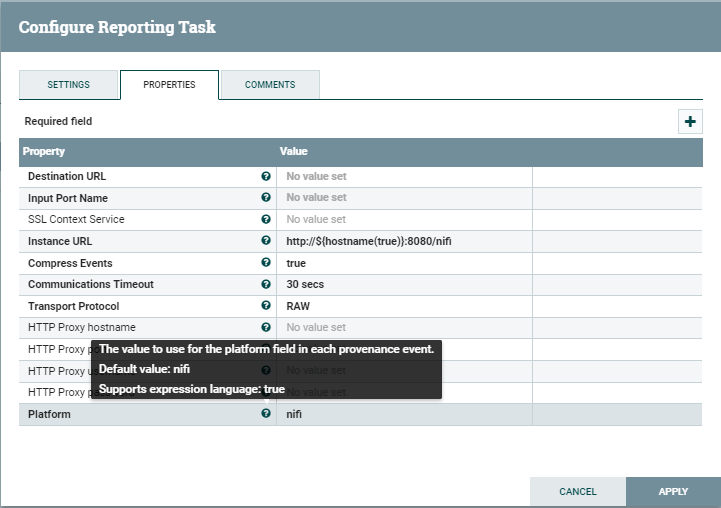 Configure Reporting Task
SETTINGS PROPERTIES COMMENTS
Required field +
Property Value
Destination URL ? No value set
Input Port Name ? No value set
SSL Context Service ? No value set
Instance URL ? http://${hostname(true)}:8080/nifi
Compress Events ? true
Communications Timeout ? 30 secs
Transport Protocol ? RAW
HTTP Proxy hostname ? No value set
HTTP Proxy
The value to use for the platform field in each provenance event.
HTTP Proxy
Default value: nifi
No value set
HTTP Proxy
Supports expression language: true
No value set
Platform ? nifi
CANCEL APPLY